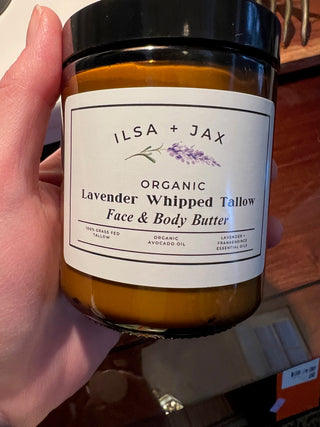 ILSA + JAX
ORGANIC
Lavender Whipped Tallow
Face & Body Butter
100% GRASS FED
TALLOW
ORGANIC
AVOCADO OIL
LAVENDER +
FRANKINCENSE
ESSENTIAL OILS